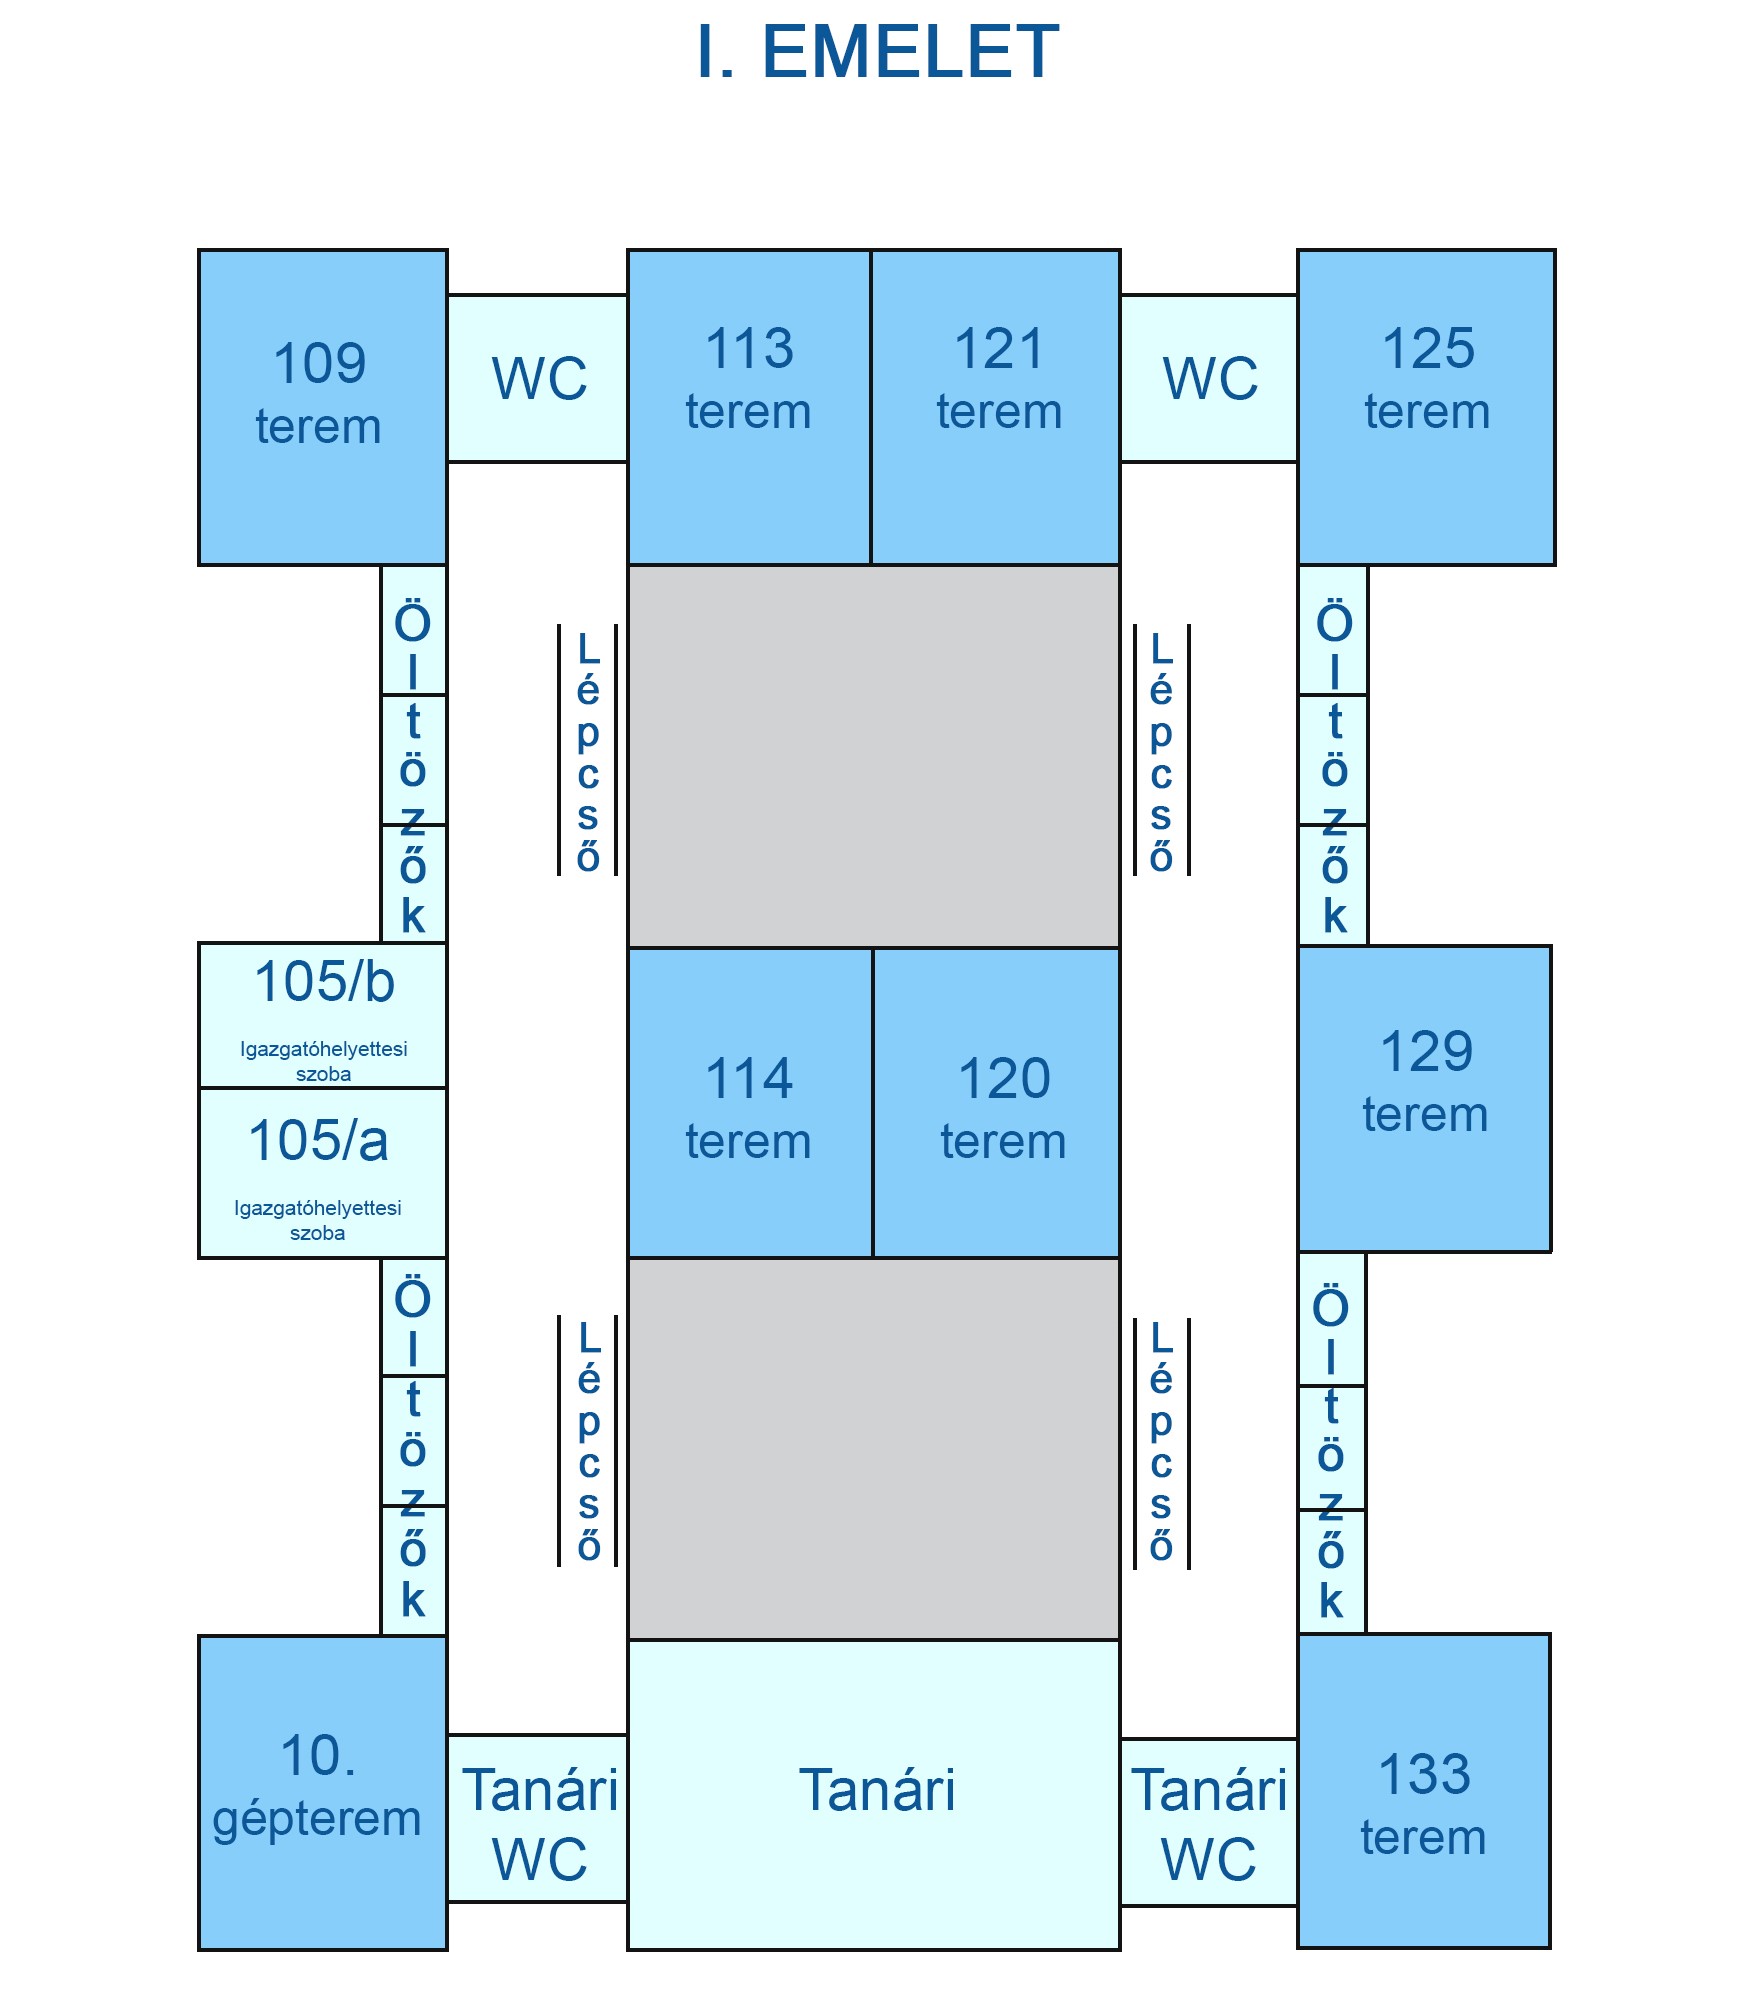 I. EMELET
109
terem
WC
113
terem
121
terem
WC
125
terem
Öltözők
Lépcső
Lépcső
Öltözők
105/b
Igazgatóhelyettesi
szoba
105/a
Igazgatóhelyettesi
szoba
114
terem
120
terem
129
terem
Öltözők
Lépcső
Lépcső
Öltözők
10.
gépterem
Tanári
WC
Tanári
Tanári
WC
133
terem